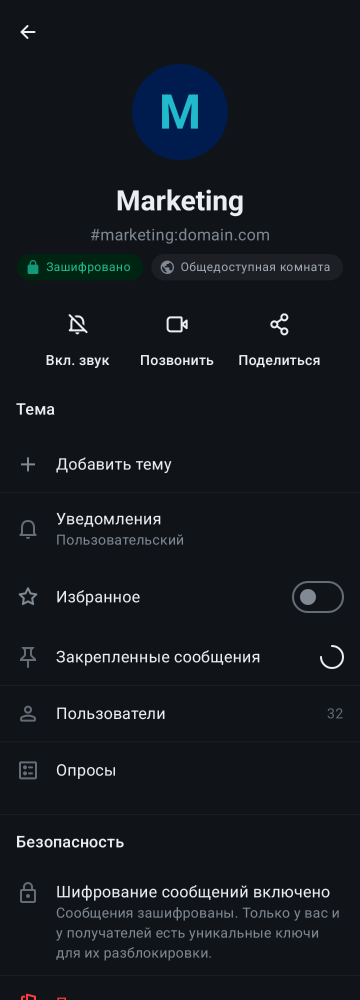 M
Marketing
#marketing:domain.com
Зашифровано
Общедоступная комната
Вкл. звук
Позвонить
Поделиться
Тема
Добавить тему
Уведомления
Пользовательский
Избранное
Закрепленные сообщения
Пользователи 32
Опросы
Безопасность
Шифрование сообщений включено
Сообщения зашифрованы. Только у вас и
у получателей есть уникальные ключи
для их разблокировки.